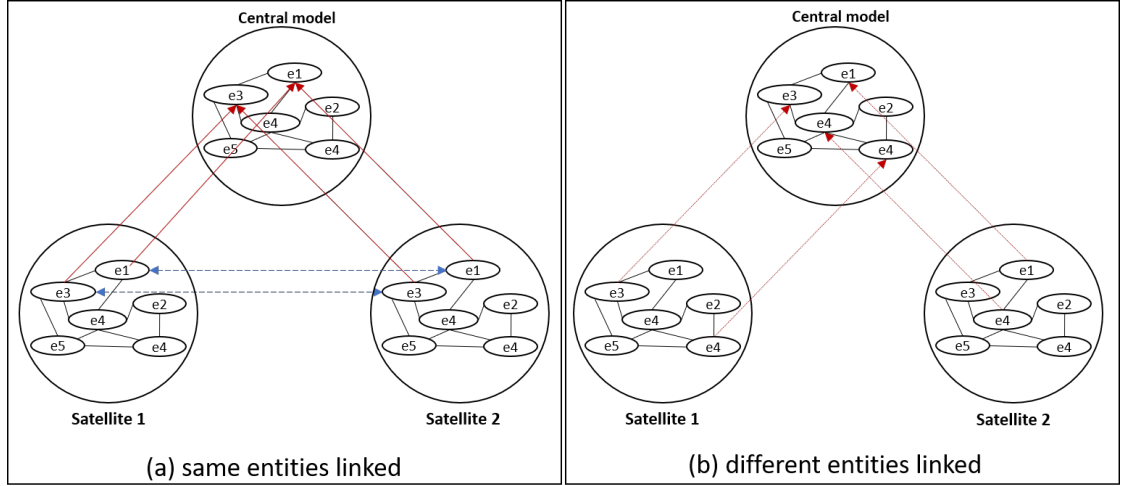 Central model
e1
e3
e2
e4
e5
e4
e1
e3
e2
e4
e5
e4
Satellite 1
e1
e3
e2
e4
e5
e4
Satellite 2
(a) same entities linked
Central model
e1
e3
e2
e4
e5
e4
e1
e3
e2
e4
e5
e4
Satellite 1
e1
e3
e2
e4
e5
e4
Satellite 2
(b) different entities linked